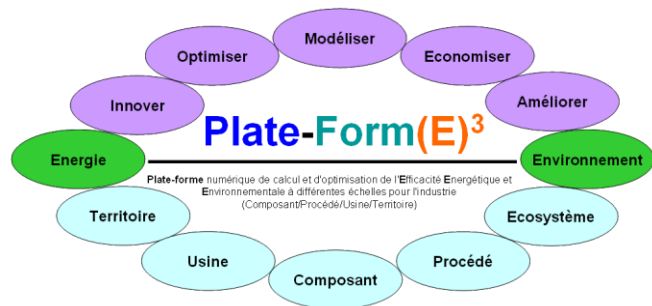 Modéliser
Optimiser
Economiser
Innover
Améliorer
Plate-Form(E)³
Energie
Environnement
Plate-forme numérique de calcul et d'optimisation de l'Efficacité Energétique et
Environnementale à différentes échelles pour l'industrie
(Composant/Procédé/Usine/Territoire)
Territoire
Ecosystème
Usine
Procédé
Composant